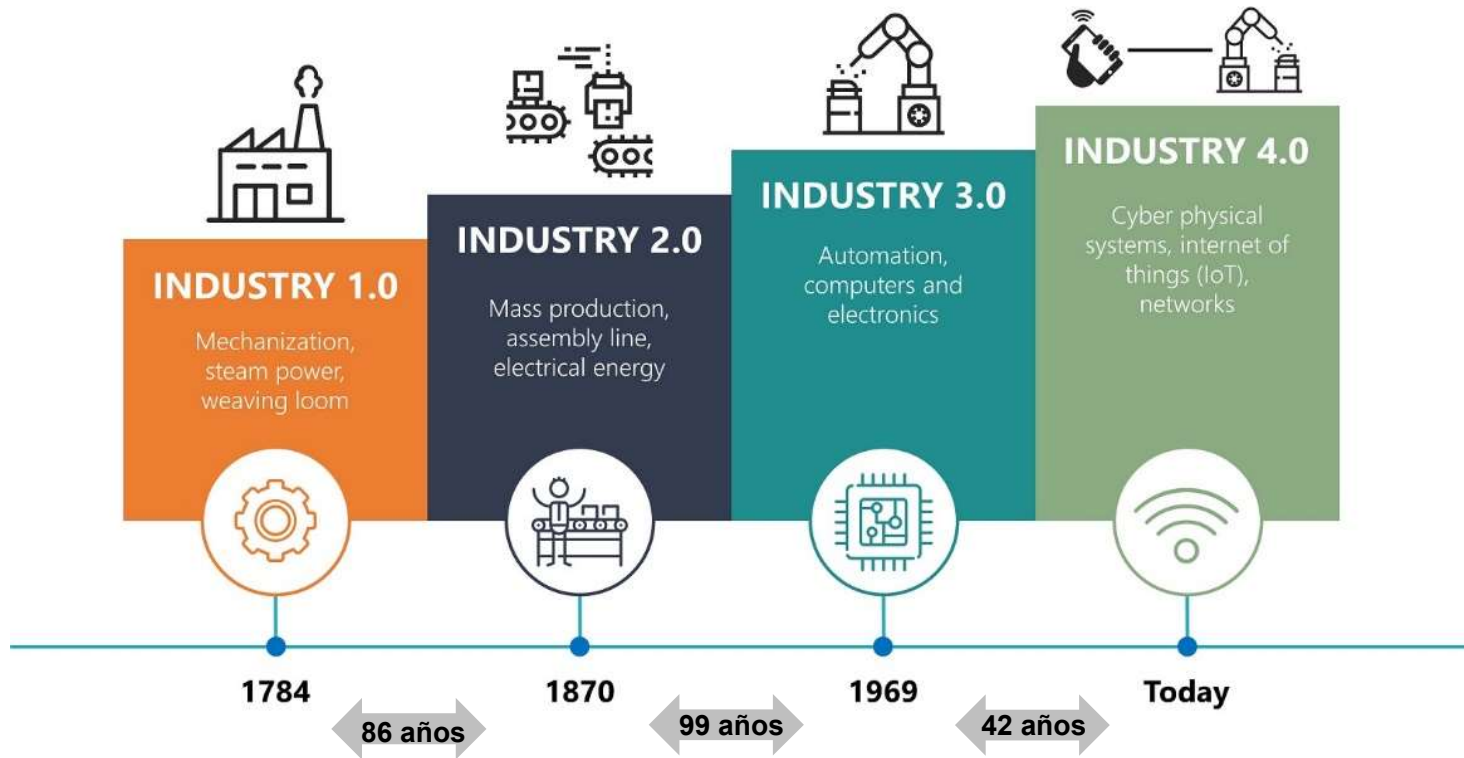 INDUSTRY 1.0
Mechanization,
steam power,
weaving loom
INDUSTRY 2.0
Mass production,
assembly line,
electrical energy
INDUSTRY 3.0
Automation,
computers and
electronics
INDUSTRY 4.0
Cyber physical
systems, internet of
things (IoT),
networks
1784
1870
1969
Today
86 años
99 años
42 años